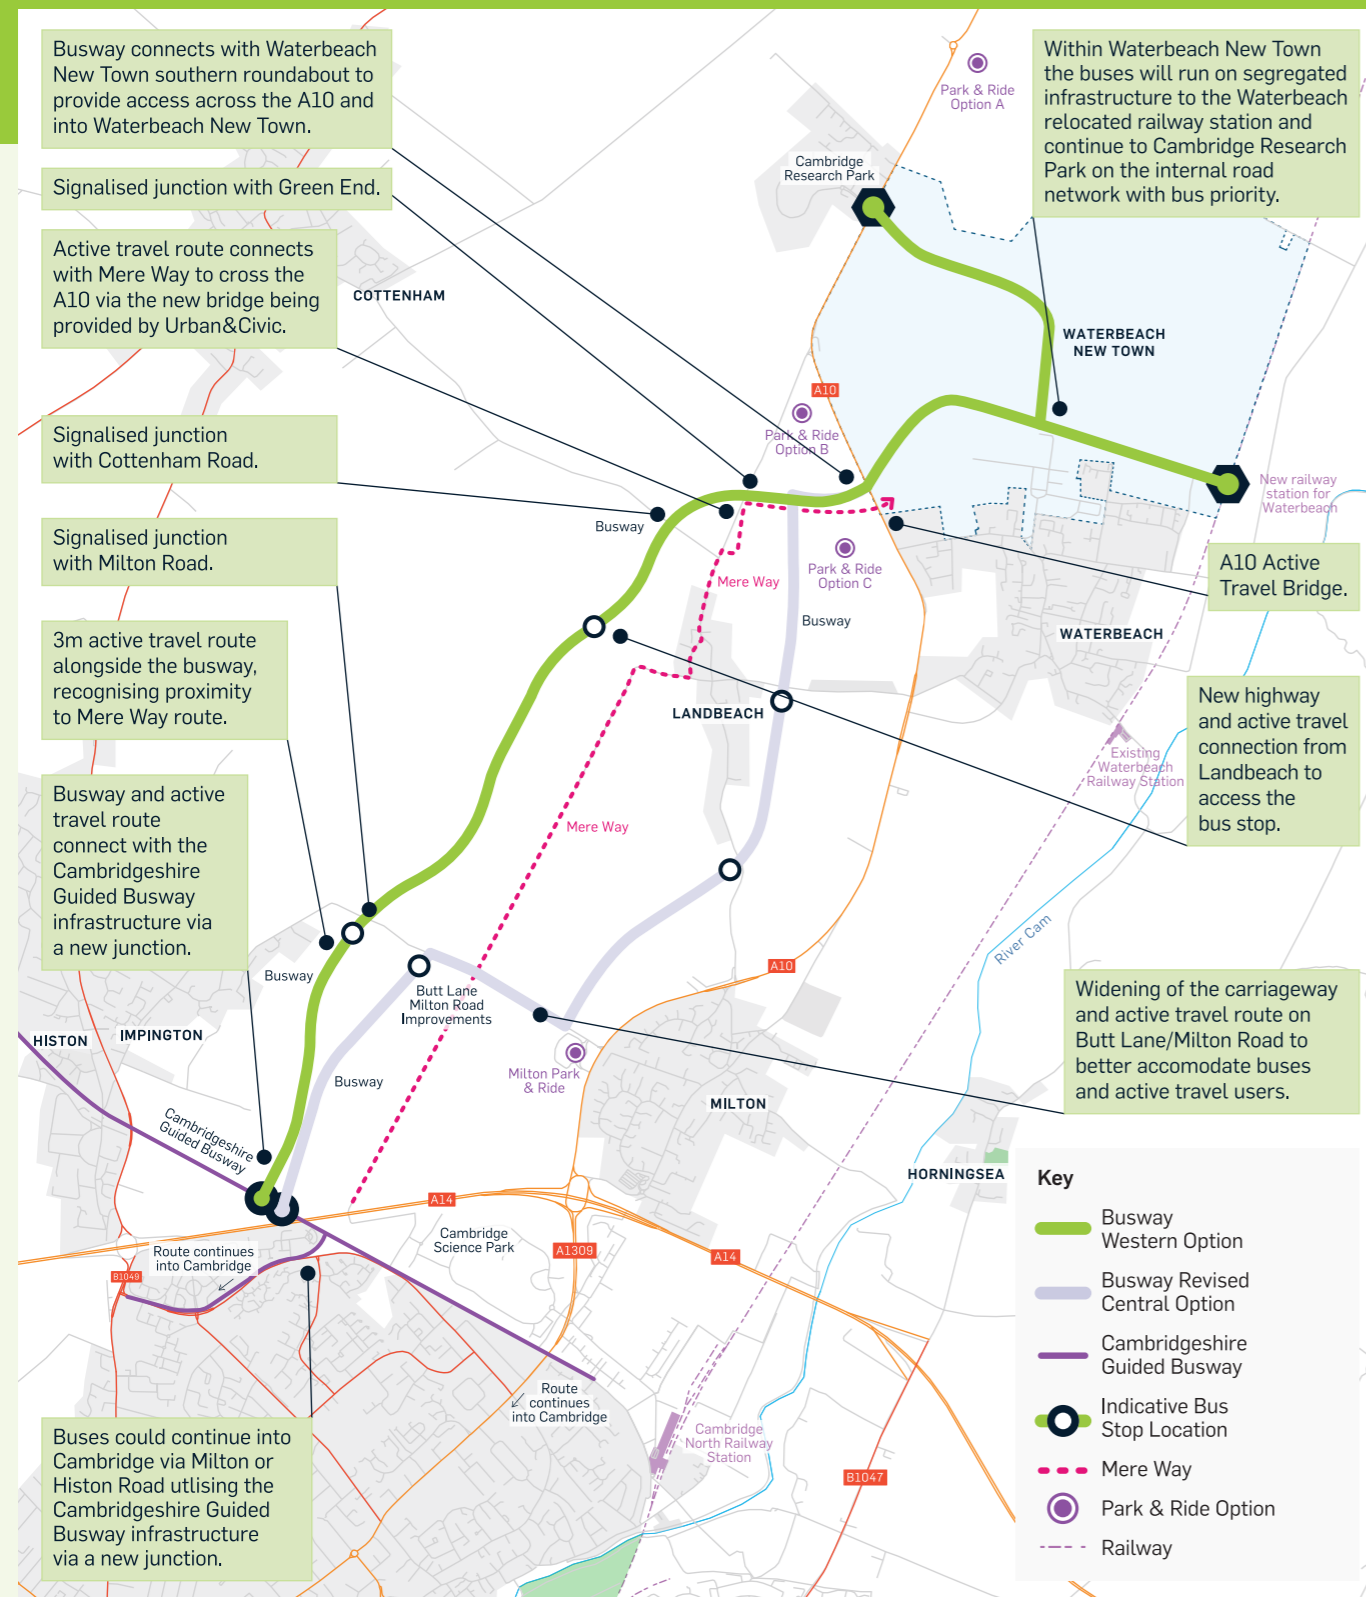 Busway connects with Waterbeach
New Town southern roundabout to
provide access across the A10 and
into Waterbeach New Town.
Signalised junction with Green End.
Active travel route connects
with Mere Way to cross the
A10 via the new bridge being
provided by Urban&Civic.
Signalised junction
with Cottenham Road.
Signalised junction
with Milton Road.
3m active travel route
alongside the busway,
recognising proximity
to Mere Way route.
Busway and active
travel route
connect with the
Cambridgeshire
Guided Busway
infrastructure via
a new junction.
Buses could continue into
Cambridge via Milton or
Histon Road utlising the
Cambridgeshire Guided
Busway infrastructure
via a new junction.
Within Waterbeach New Town
the buses will run on segregated
infrastructure to the Waterbeach
relocated railway station and
continue to Cambridge Research
Park on the internal road
network with bus priority.
A10 Active
Travel Bridge.
New highway
and active travel
connection from
Landbeach to
access the
bus stop.
Widening of the carriageway
and active travel route on
Butt Lane/Milton Road to
better accomodate buses
and active travel users.
Park & Ride
Option A
Cambridge
Research Park
COTTENHAM
WATERBEACH
NEW TOWN
A10
Park & Ride
Option B
New railway
station for
Waterbeach
Busway
Park & Ride
Option C
Mere Way
Busway
WATERBEACH
LANDBEACH
Existing
Waterbeach
Railway Station
Mere Way
River Cam
A10
Busway
Butt Lane
Milton Road
Improvements
HISTON
IMPINGTON
Busway
Milton Park
& Ride
MILTON
Cambridgeshire
Guided Busway
HORNINGSEA
A14
Cambridge
Science Park
A1309
A14
Route continues
into Cambridge
B1049
Route
continues
into Cambridge
Cambridge
North Railway
Station
B1047
Key
Busway
Western Option
Busway Revised
Central Option
Cambridgeshire
Guided Busway
Indicative Bus
Stop Location
Mere Way
Park & Ride Option
Railway